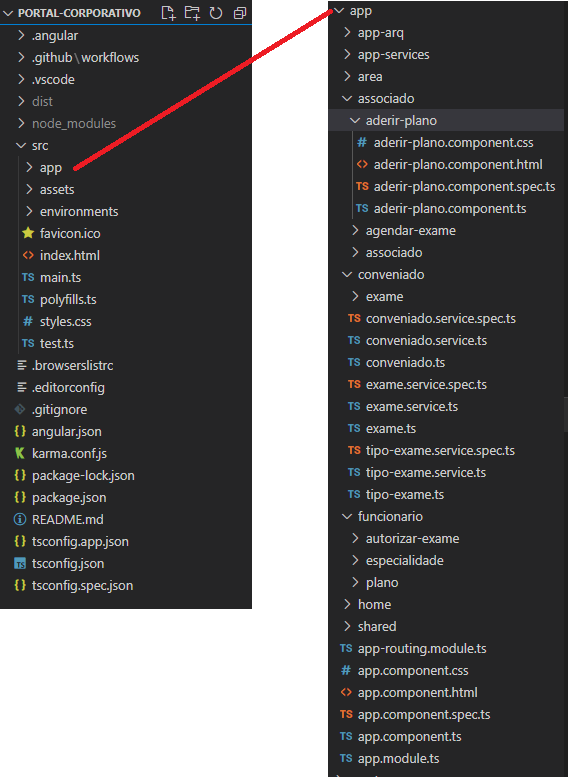 PORTAL-CORPORATIVO
.angular
.github\workflows
.vscode
dist
node_modules
src
app
assets
environments
favicon.ico
<> index.html
TS main.ts
TS polyfills.ts
# styles.css
TS test.ts
.browserslistrc
.editorconfig
.gitignore
{} angular.json
K karma.conf.js
{} package-lock.json
{} package.json
README.md
{} tsconfig.app.json
TS tsconfig.json
{} tsconfig.spec.json
app
app-arq
app-services
area
associado
aderir-plano
# aderir-plano.component.css
<> aderir-plano.component.html
TS aderir-plano.component.spec.ts
TS aderir-plano.component.ts
agendar-exame
associado
conveniado
exame
TS conveniado.service.spec.ts
TS conveniado.service.ts
TS conveniado.ts
TS exame.service.spec.ts
TS exame.service.ts
TS exame.ts
TS tipo-exame.service.spec.ts
TS tipo-exame.service.ts
TS tipo-exame.ts
funcionario
autorizar-exame
especialidade
plano
home
shared
TS app-routing.module.ts
# app.component.css
<> app.component.html
TS app.component.spec.ts
TS app.component.ts
TS app.module.ts